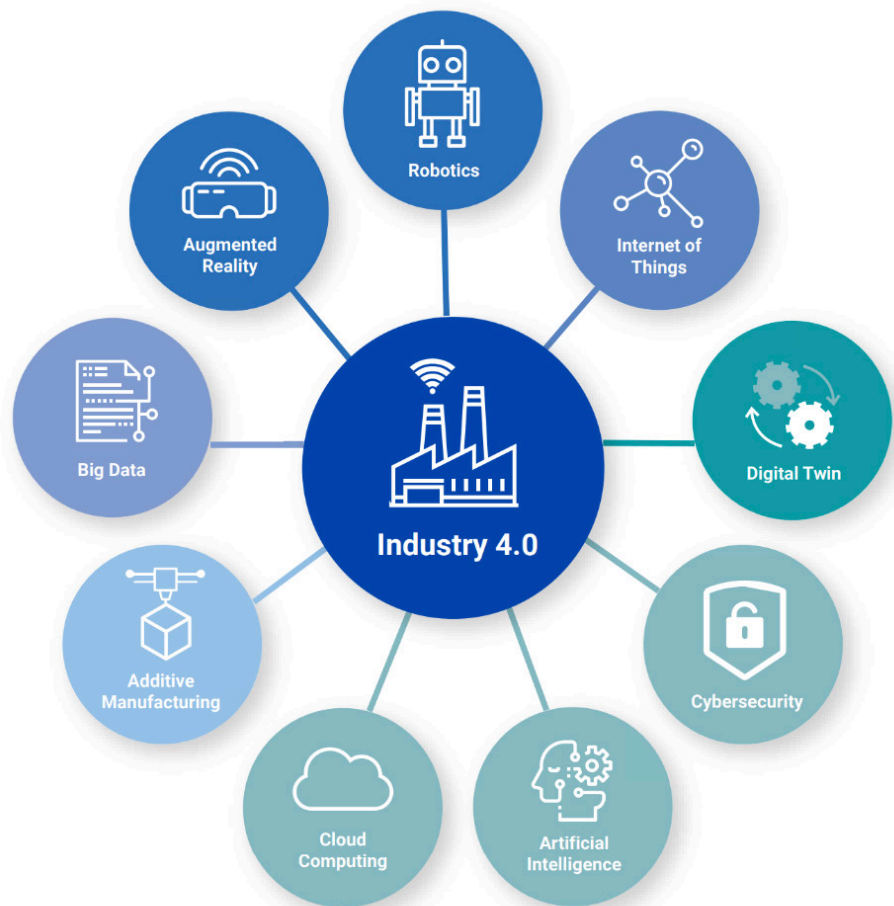 Robotics
Augmented
Reality
Internet of
Things
Big Data
Digital Twin
Industry 4.0
Additive
Manufacturing
Cybersecurity
Cloud
Computing
Artificial
Intelligence